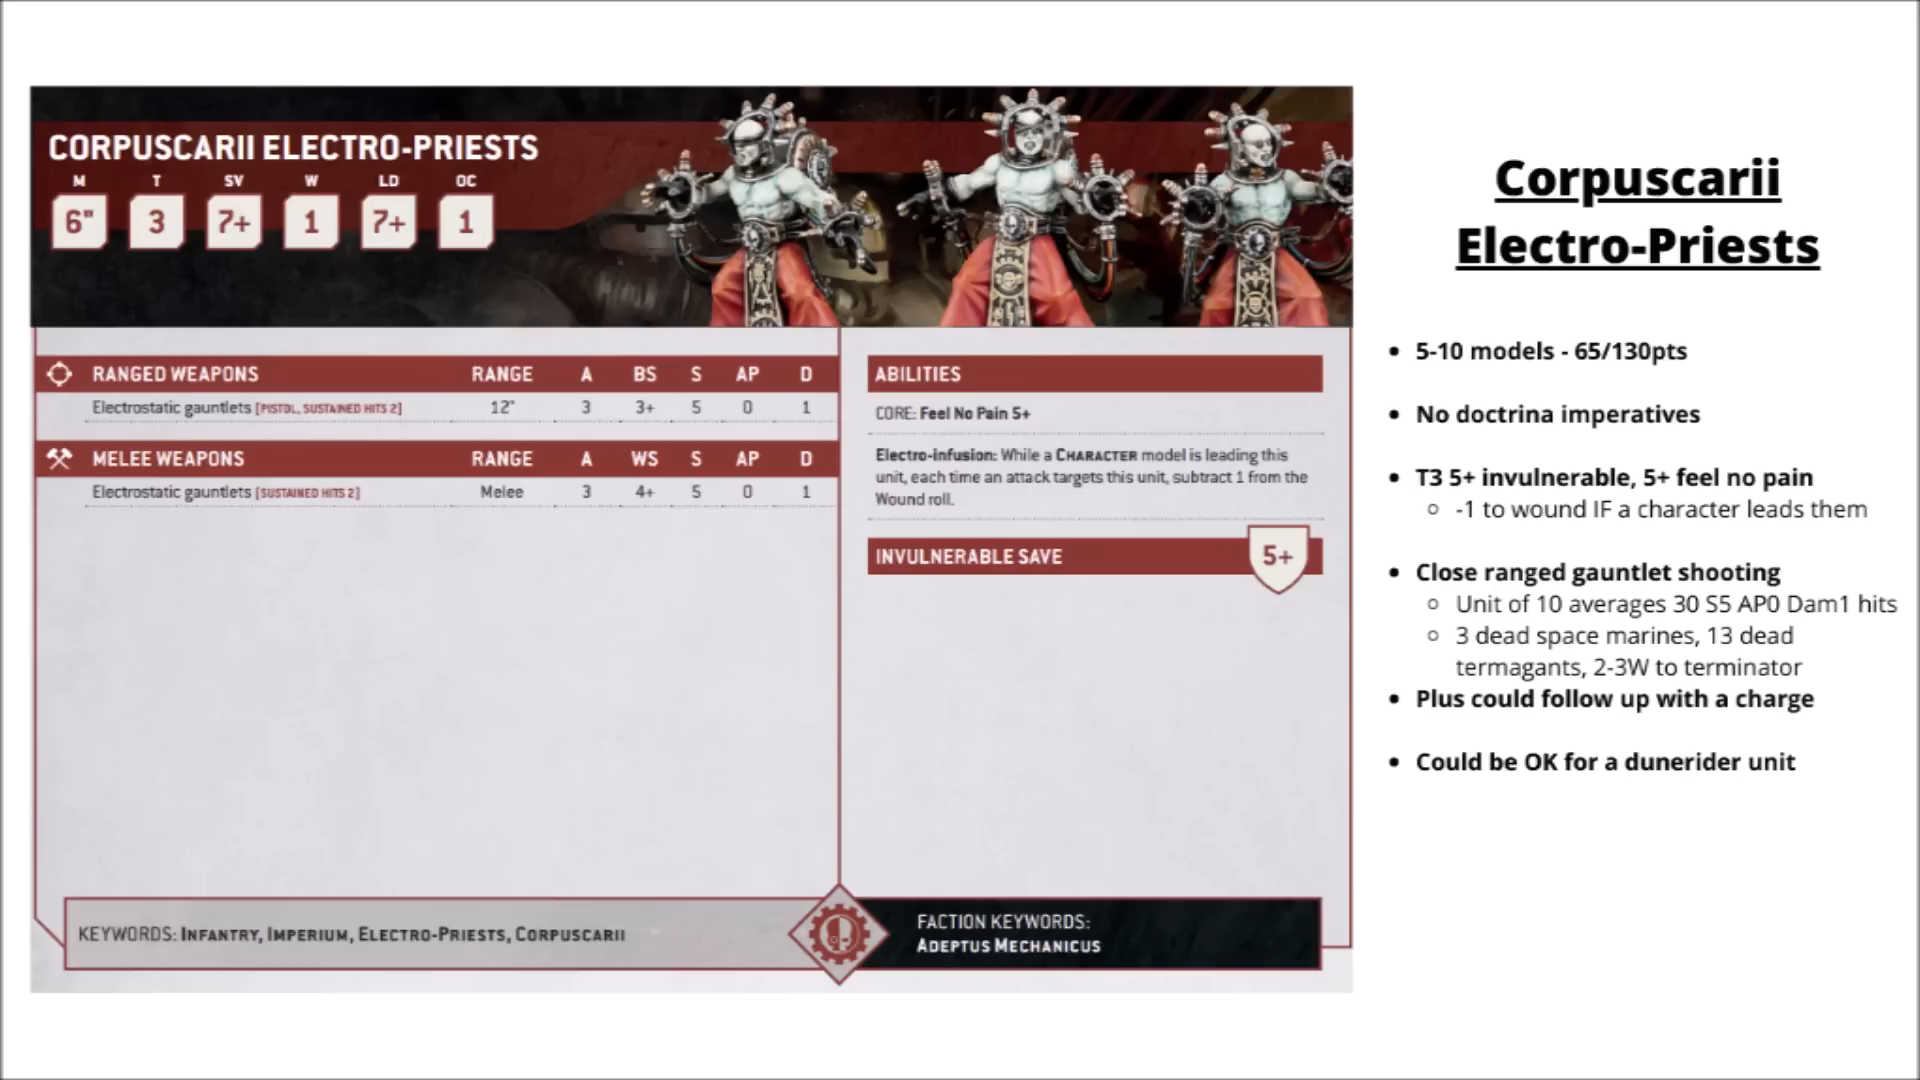 CORPUSCARII ELECTRO-PRIESTS
M T SV W LD OC
6" 3 7+ 1 7+ 1
RANGED WEAPONS RANGE A BS S AP D
Electrostatic gauntlets [PISTOL, SUSTAINED HITS 2] 12" 3 3+ 5 0 1
MELEE WEAPONS RANGE A WS S AP D
Electrostatic gauntlets [SUSTAINED HITS 2] Melee 3 4+ 5 0 1
ABILITIES
CORE: Feel No Pain 5+
Electro-infusion: While a CHARACTER model is leading this
unit, each time an attack targets this unit, subtract 1 from the
Wound roll.
INVULNERABLE SAVE 5+
KEYWORDS: INFANTRY, IMPERIUM, ELECTRO-PRIESTS, CORPUSCARII
FACTION KEYWORDS:
ADEPTUS MECHANICUS
Corpuscarii
Electro-Priests
• 5-10 models - 65/130pts
• No doctrina imperatives
• T3 5+ invulnerable, 5+ feel no pain
○ -1 to wound IF a character leads them
• Close ranged gauntlet shooting
○ Unit of 10 averages 30 S5 AP0 Dam1 hits
○ 3 dead space marines, 13 dead
termagants, 2-3W to terminator
• Plus could follow up with a charge
• Could be OK for a dunerider unit